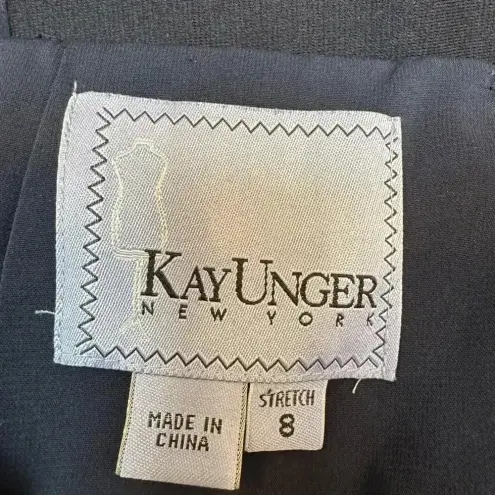 KAY UNGER
NEW YORK
MADE IN
CHINA
STRETCH
8